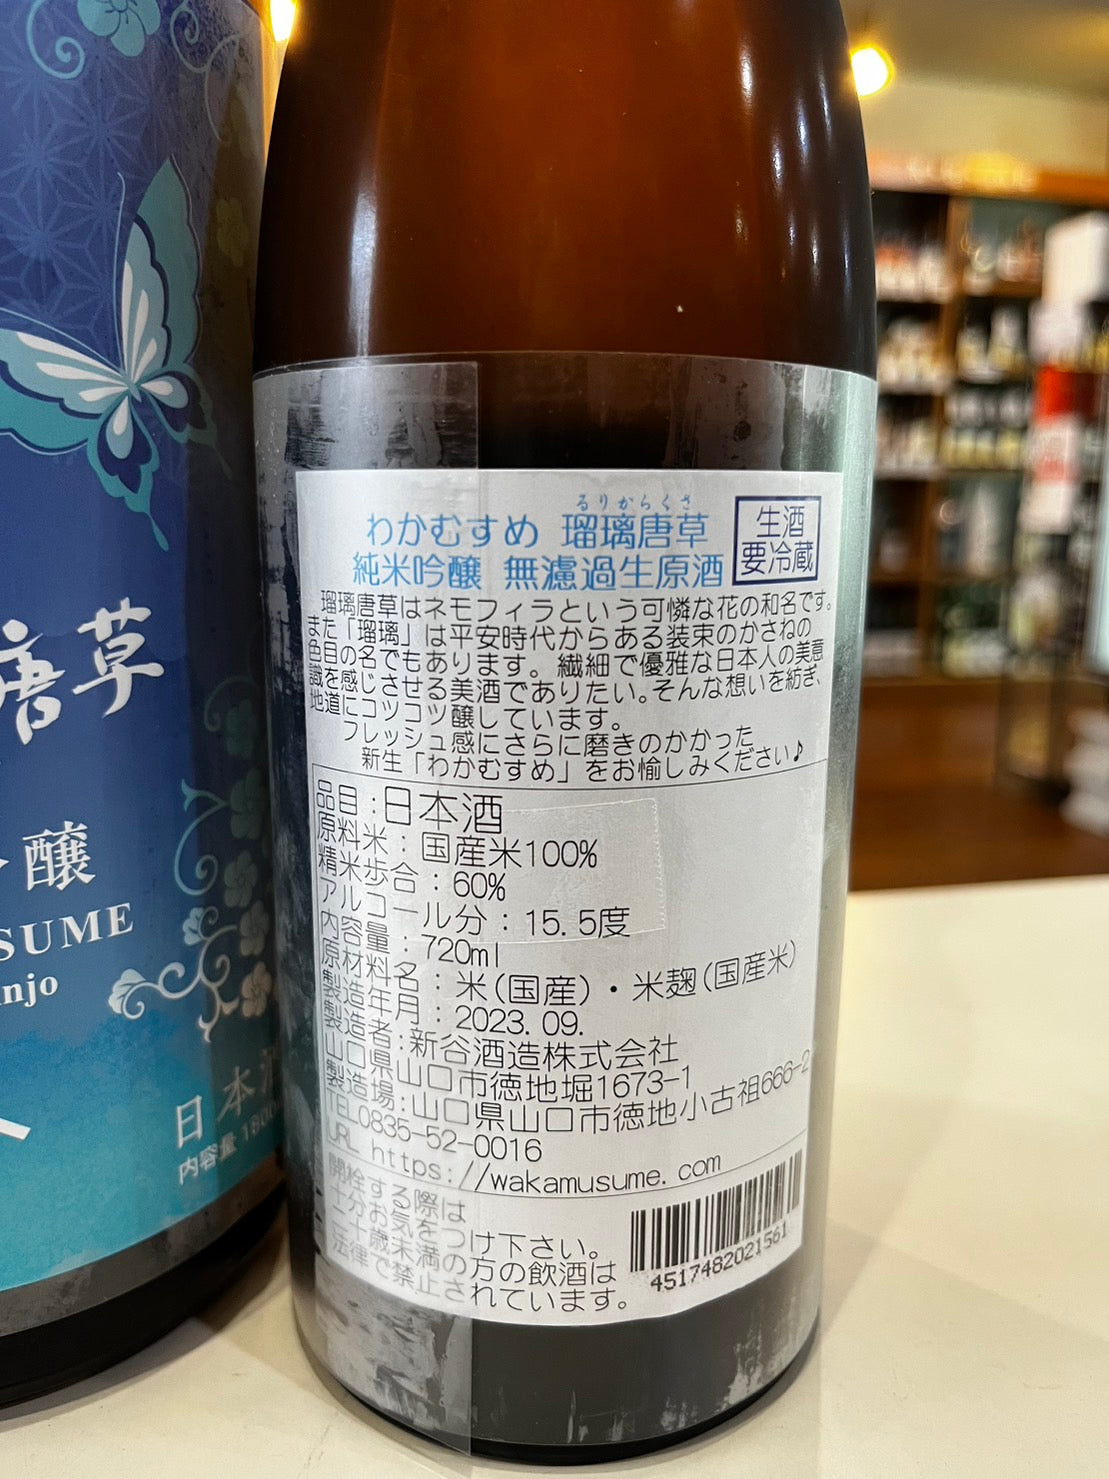 唐草
醸
SUME
njo
日本酒
内容量
るりからくさ
わかむすめ 瑠璃唐草
純米吟醸 無濾過生原酒
生酒
要冷蔵
瑠璃唐草はネモフィラという可憐な花の和名です。
また「瑠璃」は平安時代からある装束のかさねの
色目の名でもあります。繊細で優雅な日本人の美意
識を感じさせる美酒でありたい。そんな想いを紡ぎ、
地道にコツコツ醸しています。
フレッシュ感にさらに磨きのかかった
新生「わかむすめ」をお愉しみください♪
品目:日本酒
原料米:国産米100%
精米歩合:60%
アルコール分:15.5度
内容量:720ml
原材料名:米(国産)・米麹(国産米)
製造年月:2023.09.
製造者:新谷酒造株式会社
山口県山口市徳地堀1673-1
製造場:山口県山口市徳地小古祖666-2
TEL0835-52-0016
URL https://wakamusume.com
開栓する際は
十分お気をつけ下さい。
二十歳未満の方の飲酒は
法律で禁止されています。
4517482021561